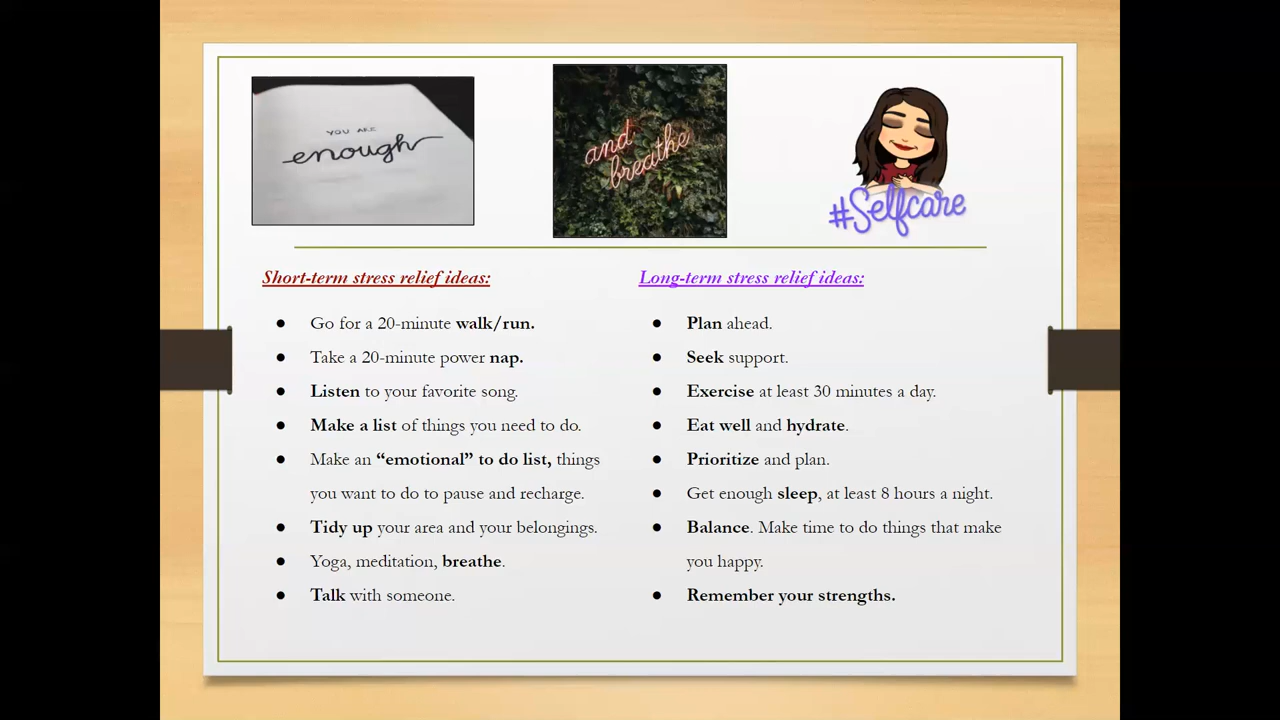 YOU ARE
enough
and
breathe
#Selfcare
Short-term stress relief ideas:
● Go for a 20-minute walk/run.
● Take a 20-minute power nap.
● Listen to your favorite song.
● Make a list of things you need to do.
● Make an “emotional” to do list, things
you want to do to pause and recharge.
● Tidy up your area and your belongings.
● Yoga, meditation, breathe.
● Talk with someone.
Long-term stress relief ideas:
● Plan ahead.
● Seek support.
● Exercise at least 30 minutes a day.
● Eat well and hydrate.
● Prioritize and plan.
● Get enough sleep, at least 8 hours a night.
● Balance. Make time to do things that make
you happy.
● Remember your strengths.